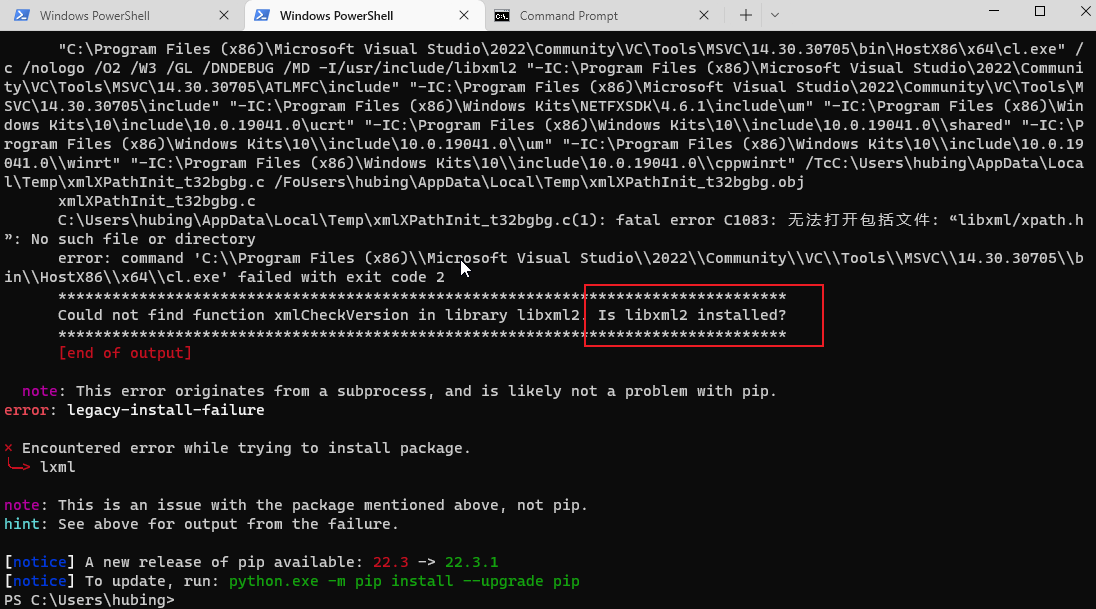 Windows PowerShell
Windows PowerShell
Command Prompt
"C:\Program Files (x86)\Microsoft Visual Studio\2022\Community\VC\Tools\MSVC\14.30.30705\bin\HostX86\x64\cl.exe" /
c /nologo /O2 /W3 /GL /DNDEBUG /MD -I/usr/include/libxml2 "-IC:\Program Files (x86)\Microsoft Visual Studio\2022\Communi
ty\VC\Tools\MSVC\14.30.30705\ATLMFC\include" "-IC:\Program Files (x86)\Microsoft Visual Studio\2022\Community\VC\Tools\M
SVC\14.30.30705\include" "-IC:\Program Files (x86)\Windows Kits\NETFXSDK\4.6.1\include\um" "-IC:\Program Files (x86)\Win
dows Kits\10\include\10.0.19041.0\ucrt" "-IC:\Program Files (x86)\Windows Kits\10\\include\10.0.19041.0\\shared" "-IC:\P
rogram Files (x86)\Windows Kits\10\\include\10.0.19041.0\\um" "-IC:\Program Files (x86)\Windows Kits\10\\include\10.0.19
041.0\\winrt" "-IC:\Program Files (x86)\Windows Kits\10\\include\10.0.19041.0\\cppwinrt" /TcC:\Users\hubing\AppData\Loca
l\Temp\xmlXPathInit_t32bgbg.c /FoUsers\hubing\AppData\Local\Temp\xmlXPathInit_t32bgbg.obj
xmlXPathInit_t32bgbg.c
C:\Users\hubing\AppData\Local\Temp\xmlXPathInit_t32bgbg.c(1): fatal error C1083: 无法打开包括文件: “libxml/xpath.h
”: No such file or directory
error: command 'C:\\Program Files (x86)\\Microsoft Visual Studio\\2022\\Community\\VC\\Tools\\MSVC\\14.30.30705\\b
in\\HostX86\\x64\\cl.exe' failed with exit code 2
*********************************************************************************
Could not find function xmlCheckVersion in library libxml2. Is libxml2 installed?
*********************************************************************************
[end of output]
note: This error originates from a subprocess, and is likely not a problem with pip.
error: legacy-install-failure
× Encountered error while trying to install package.
╰─> lxml
note: This is an issue with the package mentioned above, not pip.
hint: See above for output from the failure.
[notice] A new release of pip available: 22.3 -> 22.3.1
[notice] To update, run: python.exe -m pip install --upgrade pip
PS C:\Users\hubing>